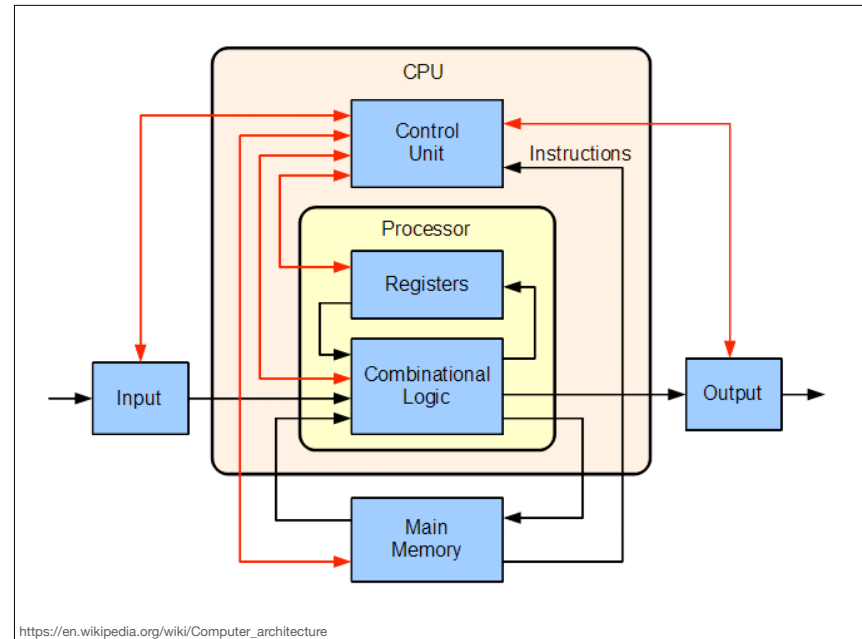 CPU
Control
Unit
Instructions
Processor
Registers
Combinational
Logic
Input
Output
Main
Memory
https://en.wikipedia.org/wiki/Computer_architecture